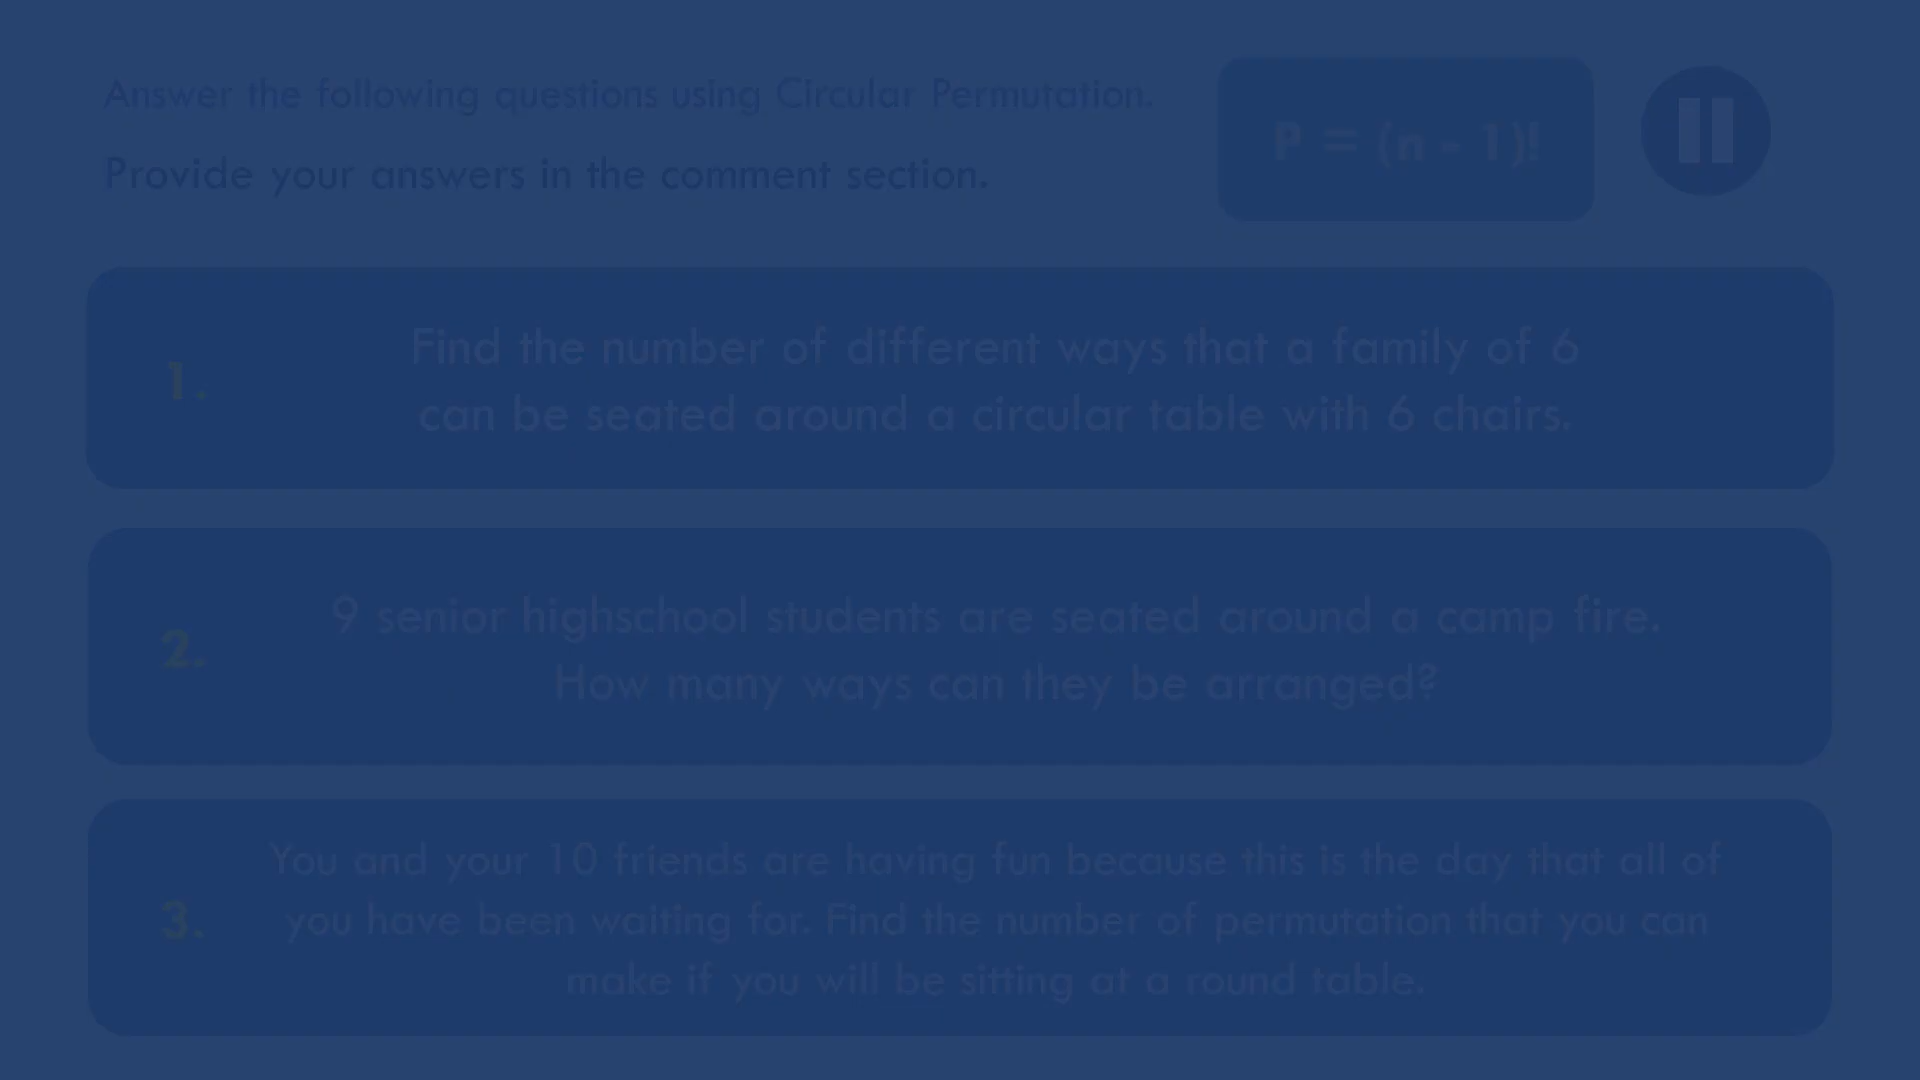 Answer the following questions using Circular Permutation.
Provide your answers in the comment section.
P = (n - 1)!
1.
Find the number of different ways that a family of 6
can be seated around a circular table with 6 chairs.
2.
9 senior highschool students are seated around a camp fire.
How many ways can they be arranged?
3.
You and your 10 friends are having fun because this is the day that all of
you have been waiting for. Find the number of permutation that you can
make if you will be sitting at a round table.